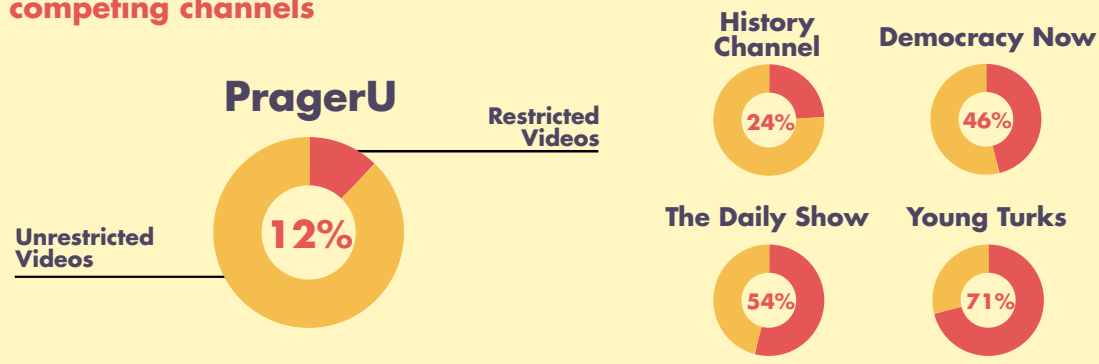 competing channels
PragerU
Restricted
Videos
12%
Unrestricted
Videos
History
Channel
24%
Democracy Now
46%
The Daily Show
54%
Young Turks
71%